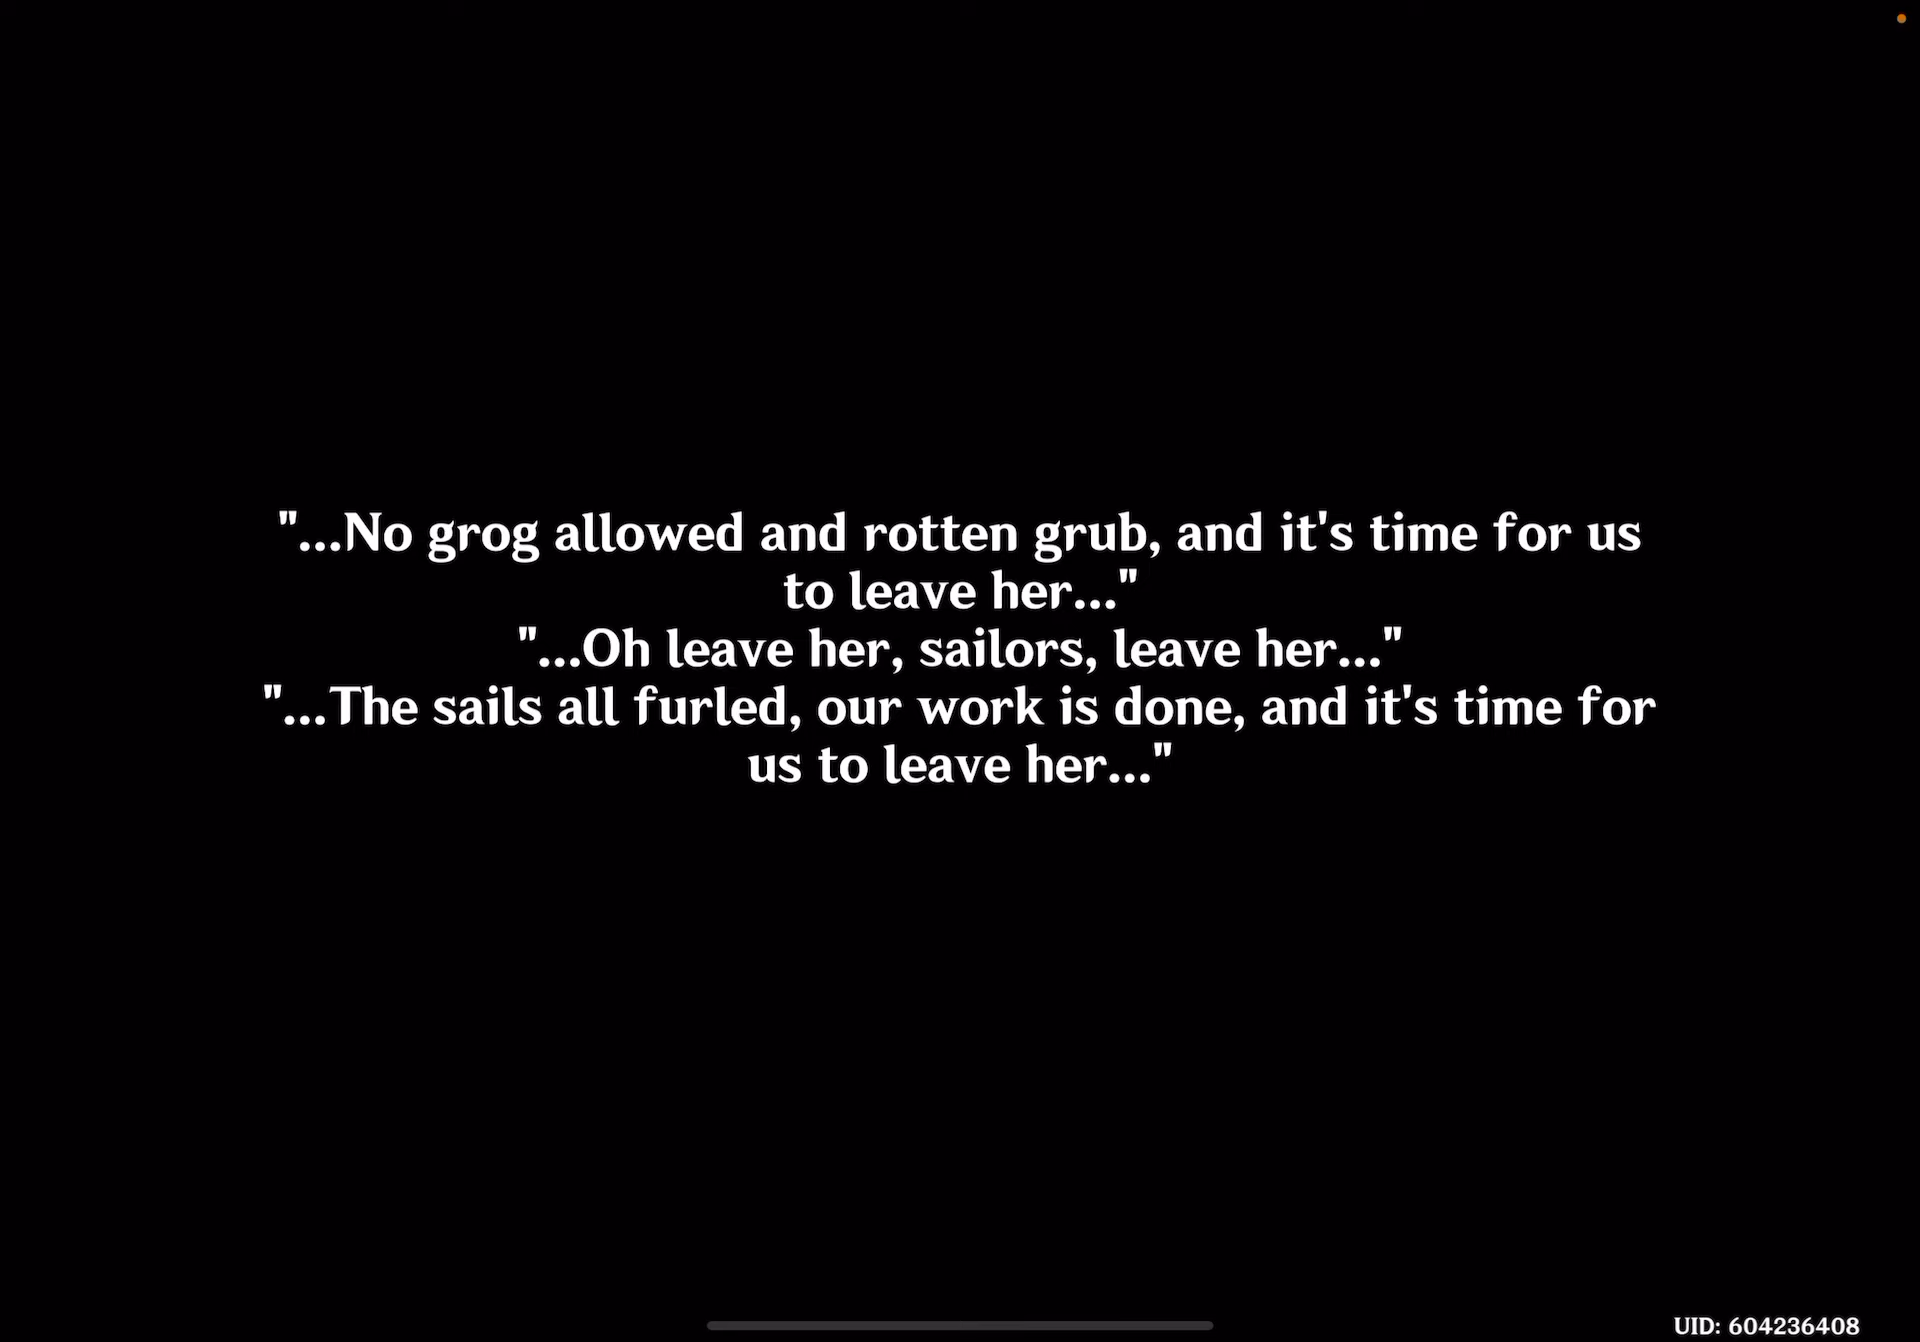 "...No grog allowed and rotten grub, and it's time for us
to leave her..."
"...Oh leave her, sailors, leave her..."
"...The sails all furled, our work is done, and it's time for
us to leave her..."
UID: 604236408